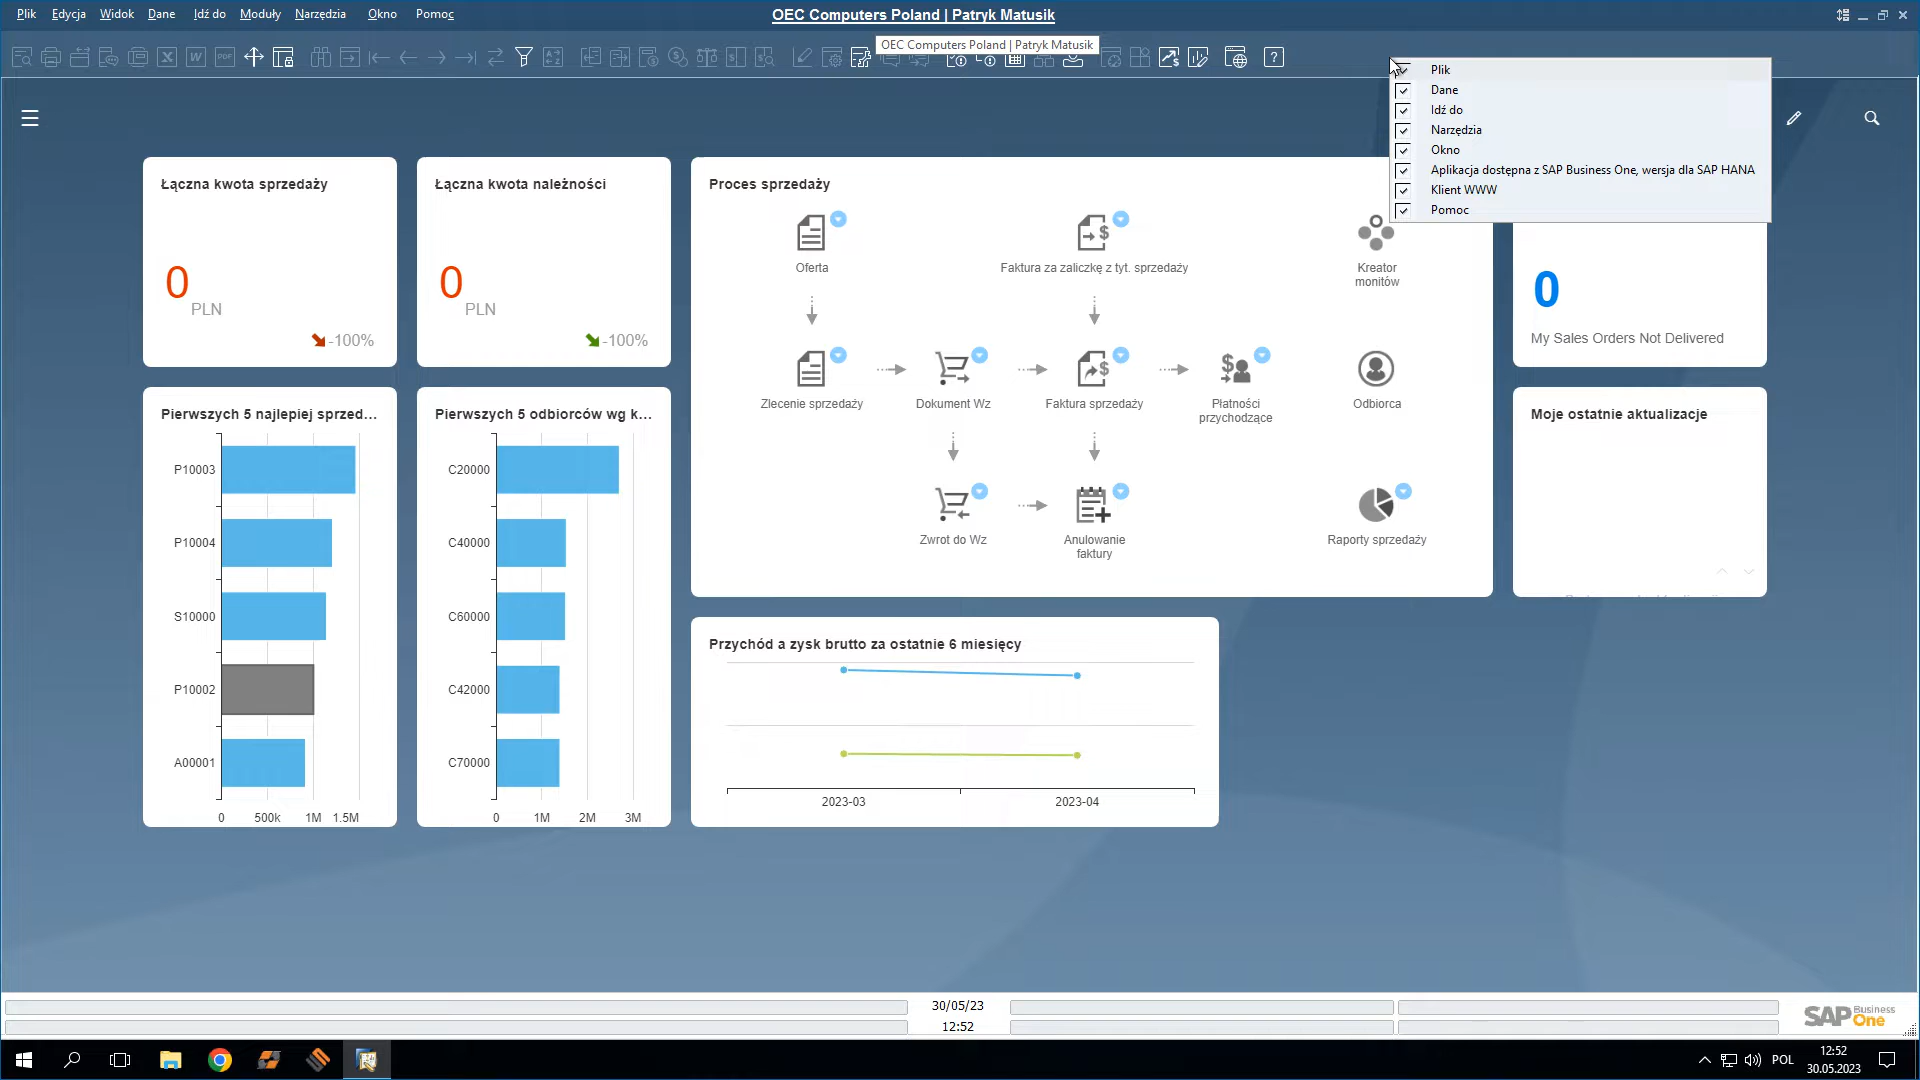 Plik Edycja Widok Dane Idź do Moduły Narzędzia Okno Pomoc
OEC Computers Poland | Patryk Matusik
OEC Computers Poland | Patryk Matusik
Plik
Dane
Idź do
Narzędzia
Okno
Aplikacja dostępna z SAP Business One, wersja dla SAP HANA
Klient WWW
Pomoc
Łączna kwota sprzedaży
0
PLN
-100%
Łączna kwota należności
0
PLN
-100%
Proces sprzedaży
Oferta
Faktura za zaliczkę z tyt. sprzedaży
Kreator
monitów
Zlecenie sprzedaży
Dokument Wz
Faktura sprzedaży
Płatności
przychodzące
Odbiorca
Zwrot do Wz
Anulowanie
faktury
Raporty sprzedaży
0
My Sales Orders Not Delivered
Moje ostatnie aktualizacje
Pierwszych 5 najlepiej sprzed...
P10003
P10004
S10000
P10002
A00001
0 500k 1M 1.5M
Pierwszych 5 odbiorców wg k...
C20000
C40000
C60000
C42000
C70000
0 1M 2M 3M
Przychód a zysk brutto za ostatnie 6 miesięcy
2023-03 2023-04
30/05/23
12:52
SAP Business One
POL
12:52
30.05.2023